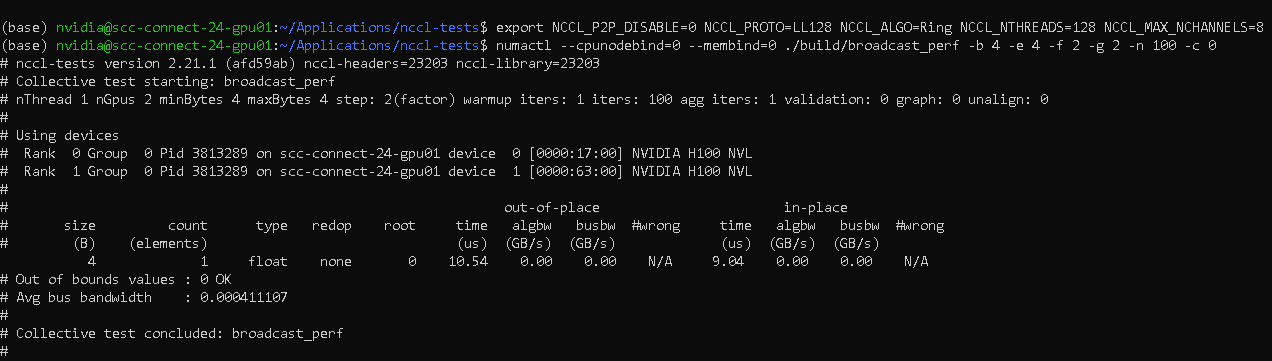 (base) nvidia@scc-connect-24-gpu01:~/Applications/nccl-tests$ export NCCL_P2P_DISABLE=0 NCCL_PROTO=LL128 NCCL_ALGO=Ring NCCL_NTHREADS=128 NCCL_MAX_NCHANNELS=8
(base) nvidia@scc-connect-24-gpu01:~/Applications/nccl-tests$ numactl --cpunodebind=0 --membind=0 ./build/broadcast_perf -b 4 -e 4 -f 2 -g 2 -n 100 -c 0
# nccl-tests version 2.21.1 (afd59ab) nccl-headers=23203 nccl-library=23203
# Collective test starting: broadcast_perf
# nThread 1 nGpus 2 minBytes 4 maxBytes 4 step: 2(factor) warmup iters: 1 iters: 100 agg iters: 1 validation: 0 graph: 0 unalign: 0
#
# Using devices
#  Rank  0 Group  0 Pid 3813289 on scc-connect-24-gpu01 device  0 [0000:17:00] NVIDIA H100 NVL
#  Rank  1 Group  0 Pid 3813289 on scc-connect-24-gpu01 device  1 [0000:63:00] NVIDIA H100 NVL
#
#                                                              out-of-place                       in-place
#       size         count      type   redop    root     time   algbw   busbw  #wrong     time   algbw   busbw  #wrong
#        (B)    (elements)                               (us)  (GB/s)  (GB/s)             (us)  (GB/s)  (GB/s)
           4             1     float    none       0    10.54    0.00    0.00     N/A     9.04    0.00    0.00     N/A
# Out of bounds values : 0 OK
# Avg bus bandwidth    : 0.000411107
#
# Collective test concluded: broadcast_perf
#